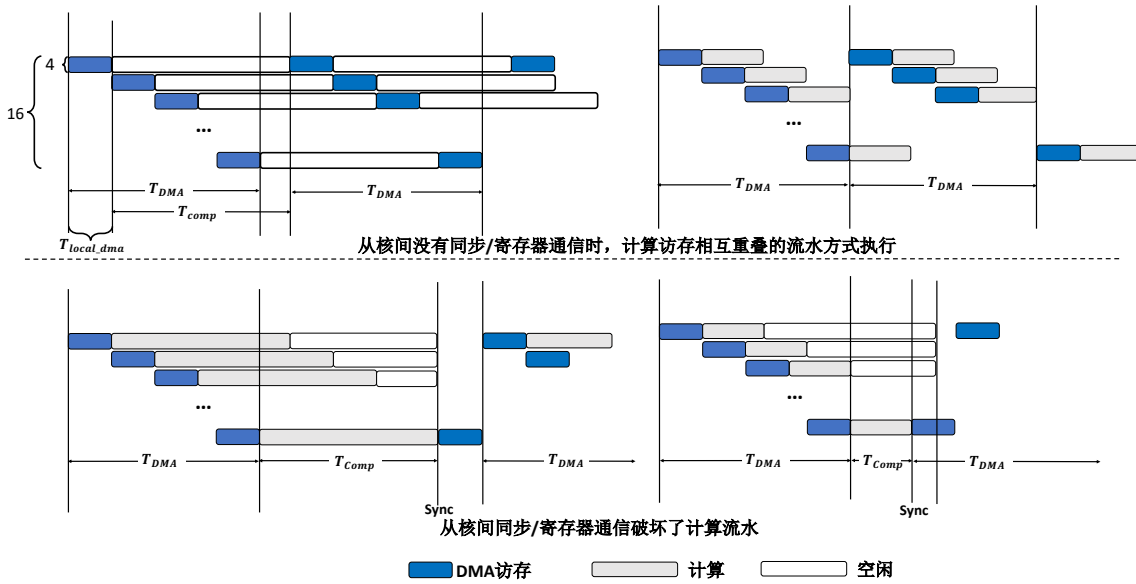 4
16
...
...
T_DMA
T_DMA
T_DMA
T_DMA
T_comp
T_local_dma
从核间没有同步/寄存器通信时，计算访存相互重叠的流水方式执行
...
...
T_DMA
T_Comp
T_DMA
T_DMA
T_Comp
T_DMA
Sync
Sync
从核间同步/寄存器通信破坏了计算流水
DMA访存
计算
空闲